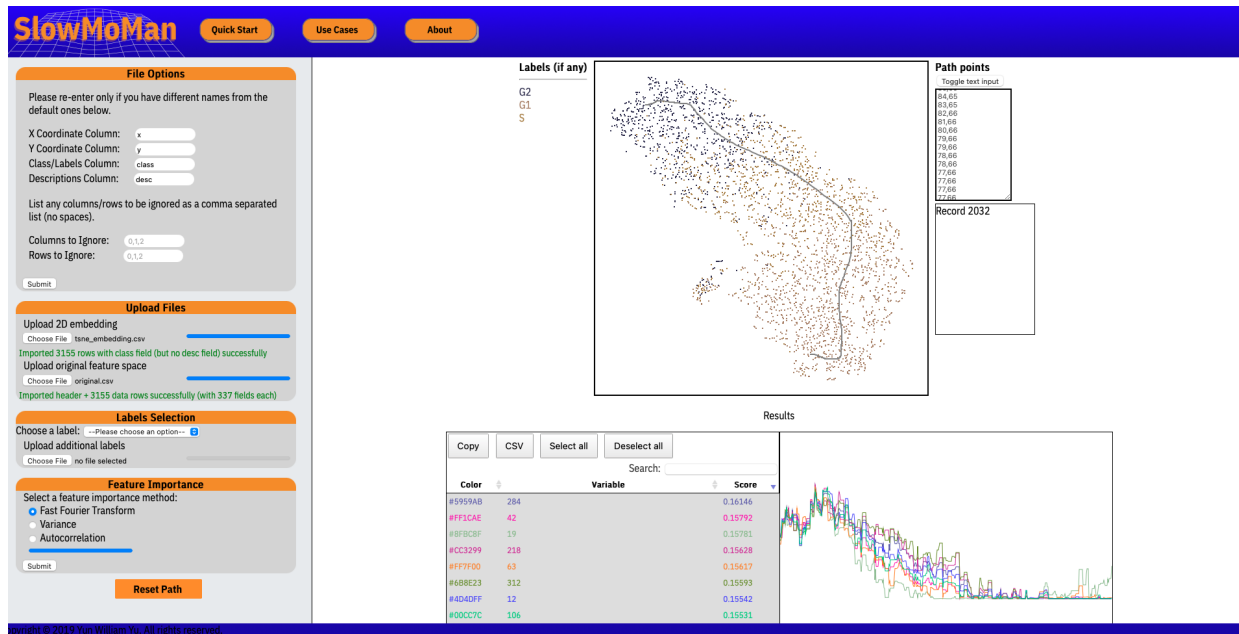 SlowMoMan
Quick Start
Use Cases
About
File Options
Please re-enter only if you have different names from the
default ones below.
X Coordinate Column: x
Y Coordinate Column: y
Class/Labels Column: class
Descriptions Column: desc
List any columns/rows to be ignored as a comma separated
list (no spaces).
Columns to Ignore: 0,1,2
Rows to Ignore: 0,1,2
Submit
Upload Files
Upload 2D embedding
Choose File tsne_embedding.csv
Imported 3155 rows with class field (but no desc field) successfully
Upload original feature space
Choose File original.csv
Imported header + 3155 data rows successfully (with 337 fields each)
Labels Selection
Choose a label: --Please choose an option--
Upload additional labels
Choose File no file selected
Feature Importance
Select a feature importance method:
Fast Fourier Transform
Variance
Autocorrelation
Submit
Reset Path
Labels (if any)
G2
G1
S
Path points
Toggle text input
84,65
83,65
82,66
81,66
80,66
79,66
79,66
78,66
78,66
77,66
77,66
77,66
77,66
Record 2032
Results
Copy CSV Select all Deselect all
Search:
Color Variable Score
#5959AB 284 0.16146
#FF1CAE 42 0.15792
#8FBC8F 19 0.15781
#CC3299 218 0.15628
#FF7F00 63 0.15617
#6B8E23 312 0.15593
#4D4DFF 12 0.15542
#00CC7C 106 0.15531
© 2019 Yun William Yu. All rights reserved